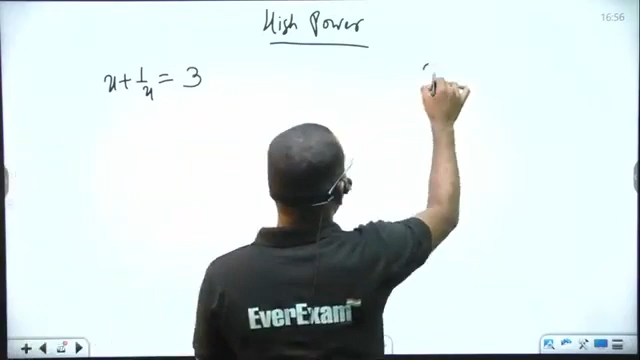 High Power
16:56
x + 1/x = 3
EverExam